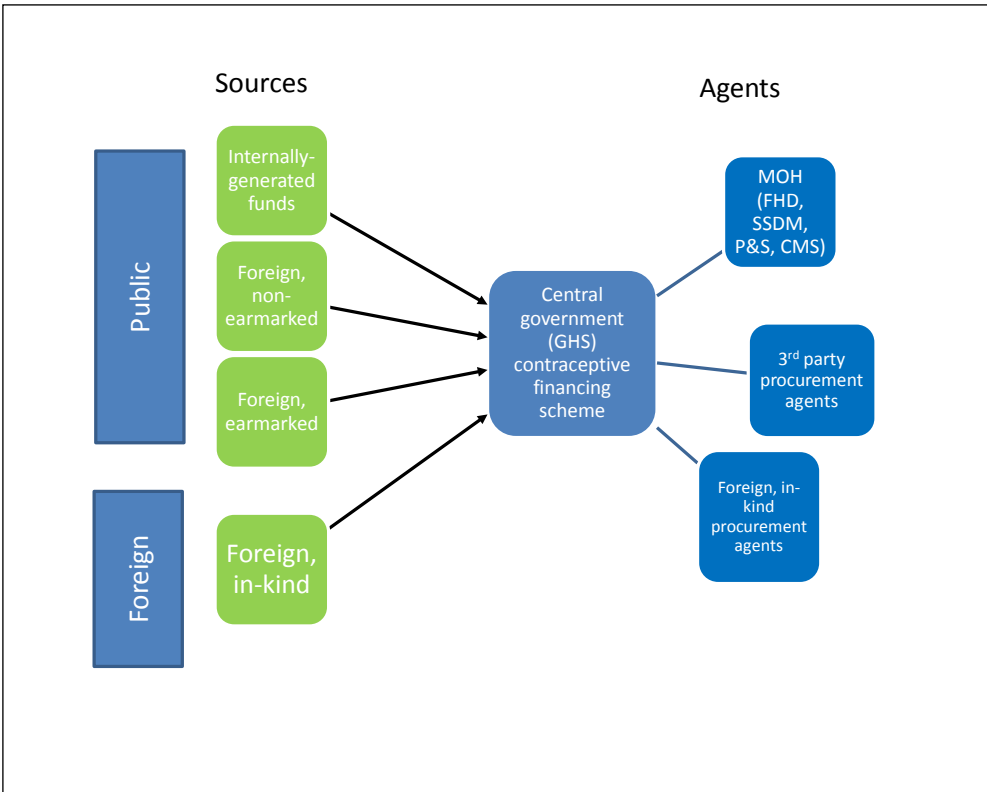 Sources
Agents
Public
Internally-
generated
funds
Foreign,
non-
earmarked
Foreign,
earmarked
Foreign
Foreign,
in-kind
Central
government
(GHS)
contraceptive
financing
scheme
MOH
(FHD,
SSDM,
P&S, CMS)
3rd party
procurement
agents
Foreign, in-
kind
procurement
agents